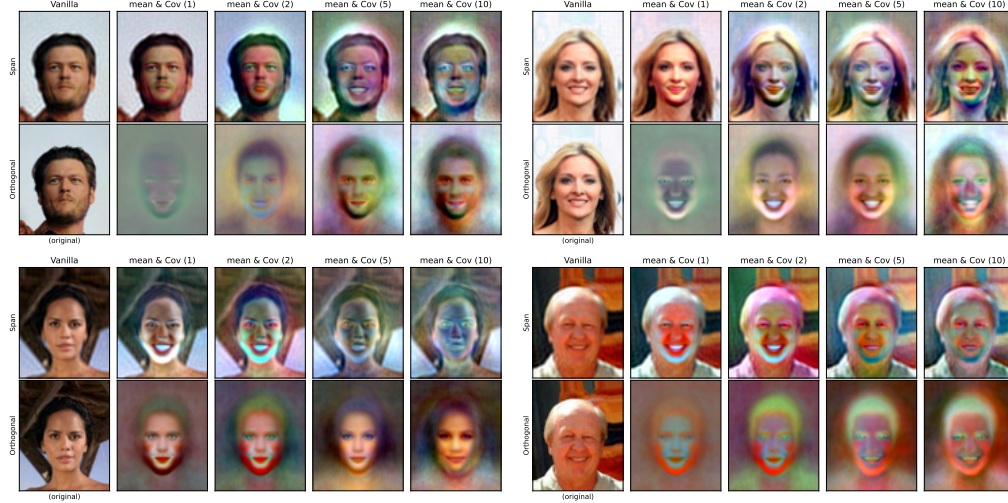 Vanilla mean & Cov (1) mean & Cov (2) mean & Cov (5) mean & Cov (10)
Span
Orthogonal
(original)
Vanilla mean & Cov (1) mean & Cov (2) mean & Cov (5) mean & Cov (10)
Span
Orthogonal
(original)
Vanilla mean & Cov (1) mean & Cov (2) mean & Cov (5) mean & Cov (10)
Span
Orthogonal
(original)
Vanilla mean & Cov (1) mean & Cov (2) mean & Cov (5) mean & Cov (10)
Span
Orthogonal
(original)